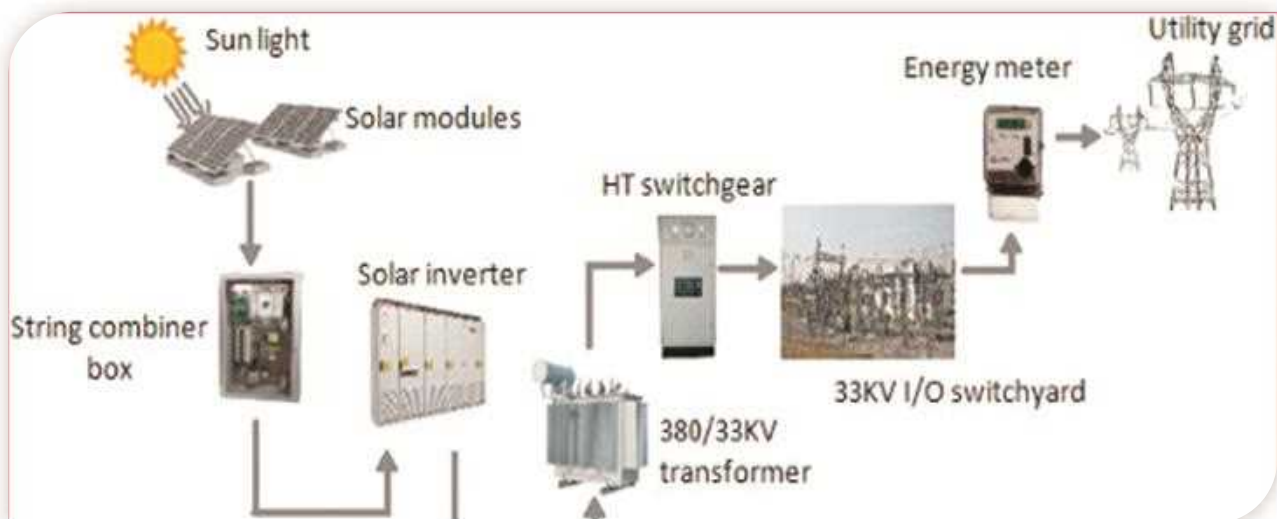 Sun light
Utility grid
Energy meter
Solar modules
HT switchgear
Solar inverter
String combiner
box
33KV I/O switchyard
380/33KV
transformer